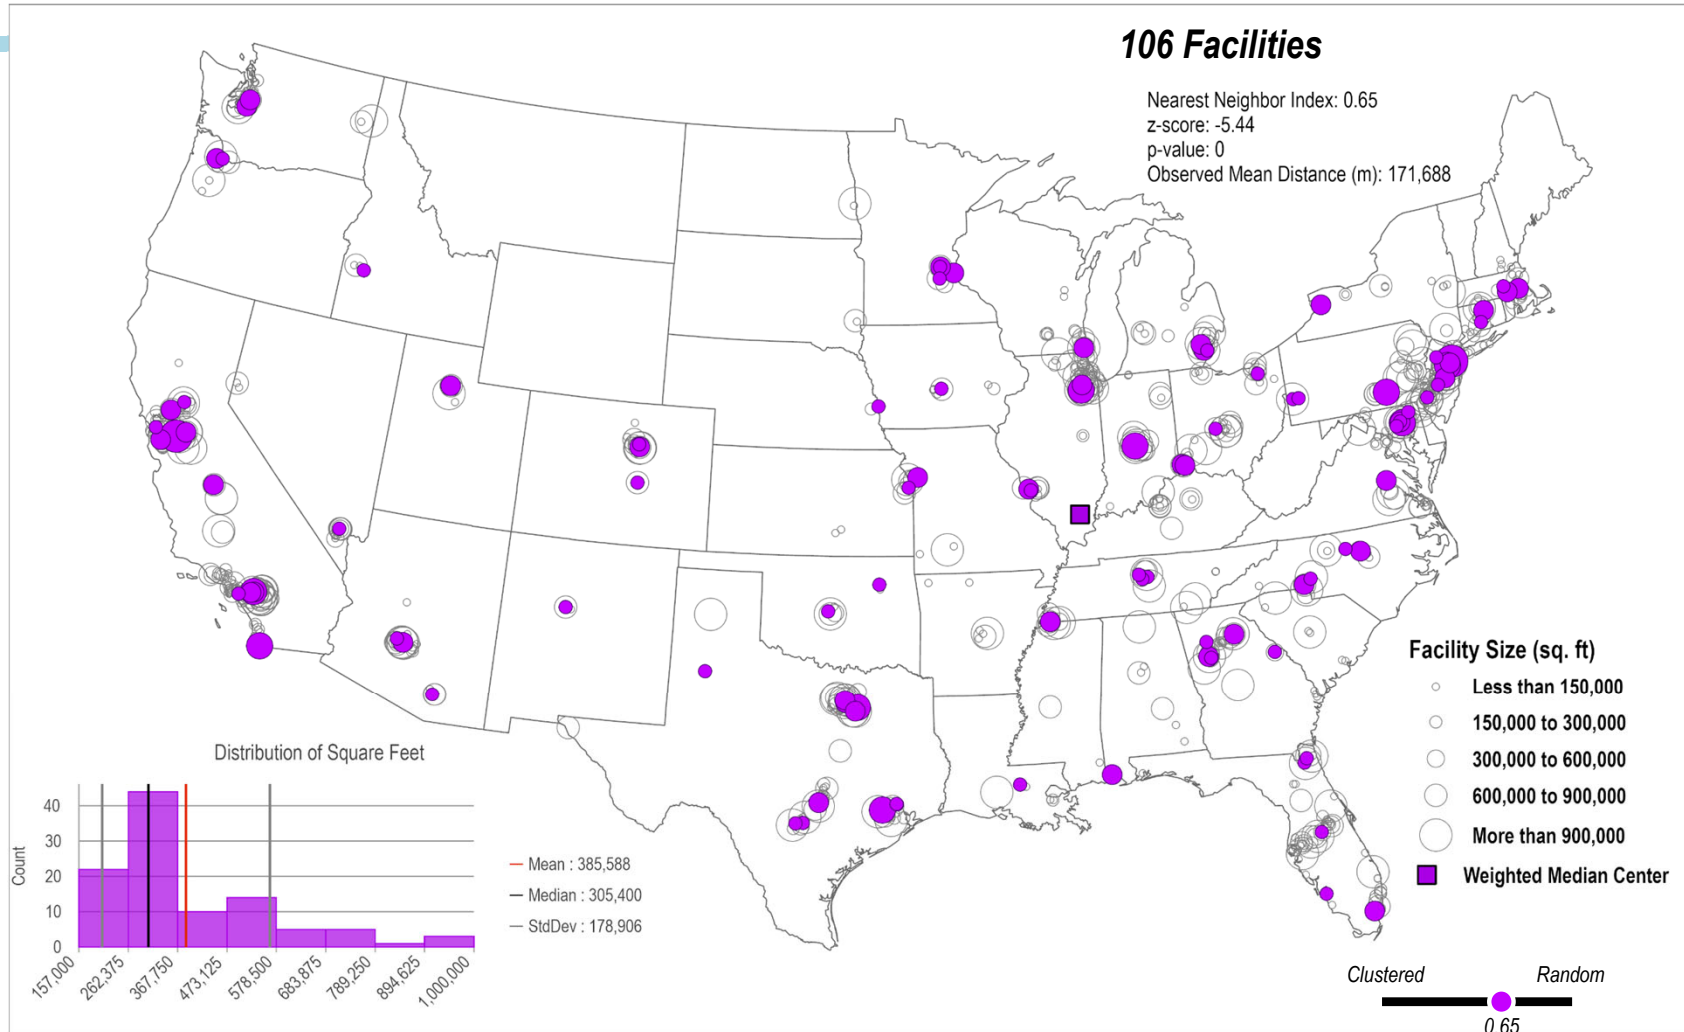 106 Facilities
Nearest Neighbor Index: 0.65
z-score: -5.44
p-value: 0
Observed Mean Distance (m): 171,688
Facility Size (sq. ft)
Less than 150,000
150,000 to 300,000
300,000 to 600,000
600,000 to 900,000
More than 900,000
Weighted Median Center
Distribution of Square Feet
Count
40
30
20
10
0
157,000
262,375
367,750
473,125
578,500
683,875
789,250
894,625
1,000,000
Mean : 385,588
Median : 305,400
StdDev : 178,906
Clustered
Random
0.65